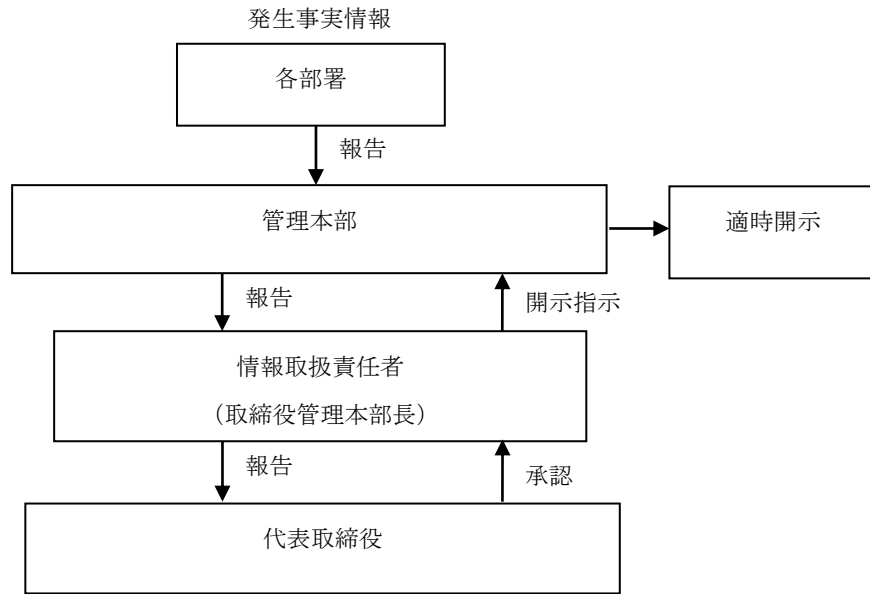 発生事実情報
各部署
報告
管理本部
適時開示
報告
開示指示
情報取扱責任者
（取締役管理本部長）
報告
承認
代表取締役